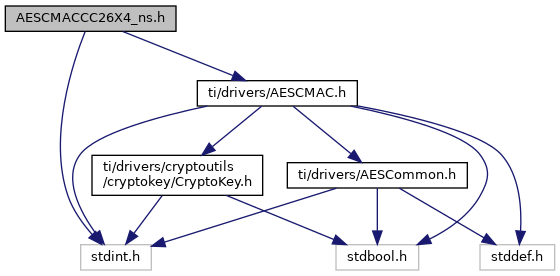 AESCMACCC26X4_ns.h
ti/drivers/AESCMAC.h
ti/drivers/cryptoutils
/cryptokey/CryptoKey.h
ti/drivers/AESCommon.h
stdint.h
stdbool.h
stddef.h